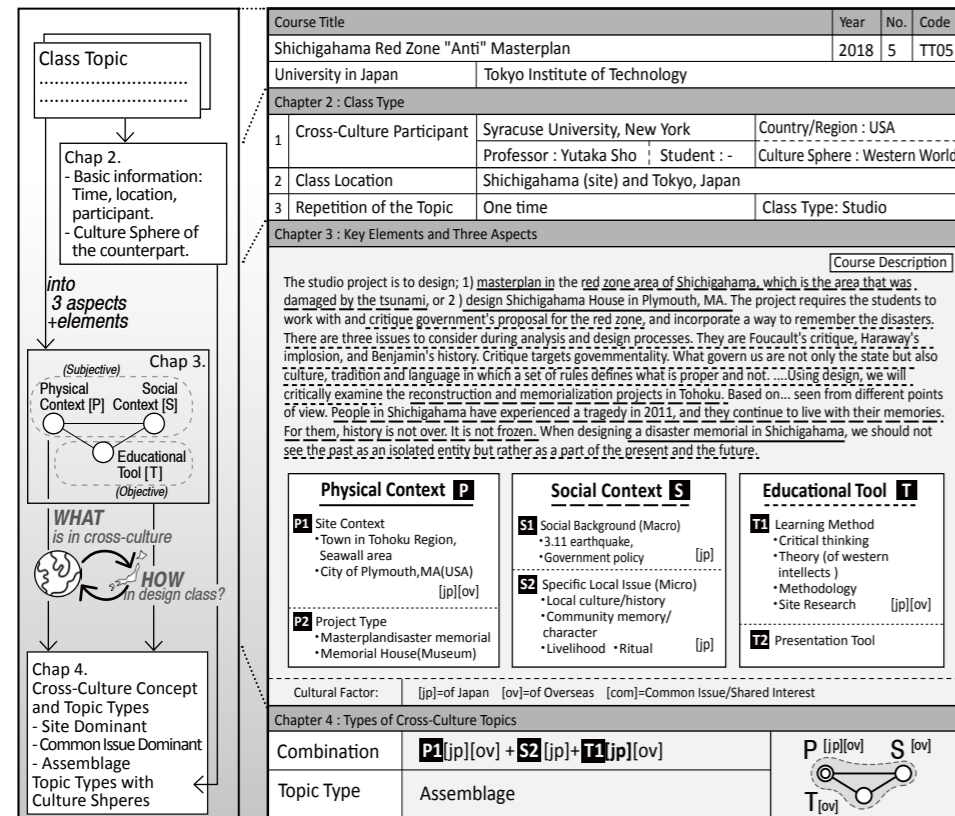 Class Topic
..............................
..............................
Chap 2.
- Basic information:
Time, location,
participant.
- Culture Sphere of
the counterpart.
into
3 aspects
+elements
Chap 3.
(Subjective)
Physical
Context [P]
Social
Context [S]
Educational
Tool [T]
(Objective)
WHAT
is in cross-culture
HOW
in design class?
Chap 4.
Cross-Culture Concept
and Topic Types
- Site Dominant
- Common Issue Dominant
- Assemblage
Topic Types with
Culture Shperes
Course Title Year No. Code
Shichigahama Red Zone "Anti" Masterplan 2018 5 TT05
University in Japan Tokyo Institute of Technology
Chapter 2 : Class Type
1 Cross-Culture Participant Syracuse University, New York Country/Region : USA
Professor : Yutaka Sho Student : - Culture Sphere : Western World
2 Class Location Shichigahama (site) and Tokyo, Japan
3 Repetition of the Topic One time Class Type: Studio
Chapter 3 : Key Elements and Three Aspects
Course Description
The studio project is to design; 1) masterplan in the red zone area of Shichigahama, which is the area that was
damaged by the tsunami, or 2 ) design Shichigahama House in Plymouth, MA. The project requires the students to
work with and critique government's proposal for the red zone, and incorporate a way to remember the disasters.
There are three issues to consider during analysis and design processes. They are Foucault's critique, Haraway's
implosion, and Benjamin's history. Critique targets govemmentality. What govern us are not only the state but also
culture, tradition and language in which a set of rules defines what is proper and not. ....Using design, we will
critically examine the reconstruction and memorialization projects in Tohoku. Based on... seen from different points
of view. People in Shichigahama have experienced a tragedy in 2011, and they continue to live with their memories.
For them, history is not over. It is not frozen. When designing a disaster memorial in Shichigahama, we should not
see the past as an isolated entity but rather as a part of the present and the future.
Physical Context P
P1 Site Context
・Town in Tohoku Region,
Seawall area
・City of Plymouth,MA(USA)
[jp][ov]
P2 Project Type
・Masterplandisaster memorial
・Memorial House(Museum)
Social Context S
S1 Social Background (Macro)
・3.11 earthquake,
・Government policy [jp]
S2 Specific Local Issue (Micro)
・Local culture/history
・Community memory/
character
・Livelihood ・Ritual [jp]
Educational Tool T
T1 Learning Method
・Critical thinking
・Theory (of western
intellects )
・Methodology
・Site Research [jp][ov]
T2 Presentation Tool
Cultural Factor: [jp]=of Japan [ov]=of Overseas [com]=Common Issue/Shared Interest
Chapter 4 : Types of Cross-Culture Topics
Combination P1[jp][ov] + S2 [jp]+ T1[jp][ov]
Topic Type Assemblage
P [jp][ov] S [ov]
T[ov]